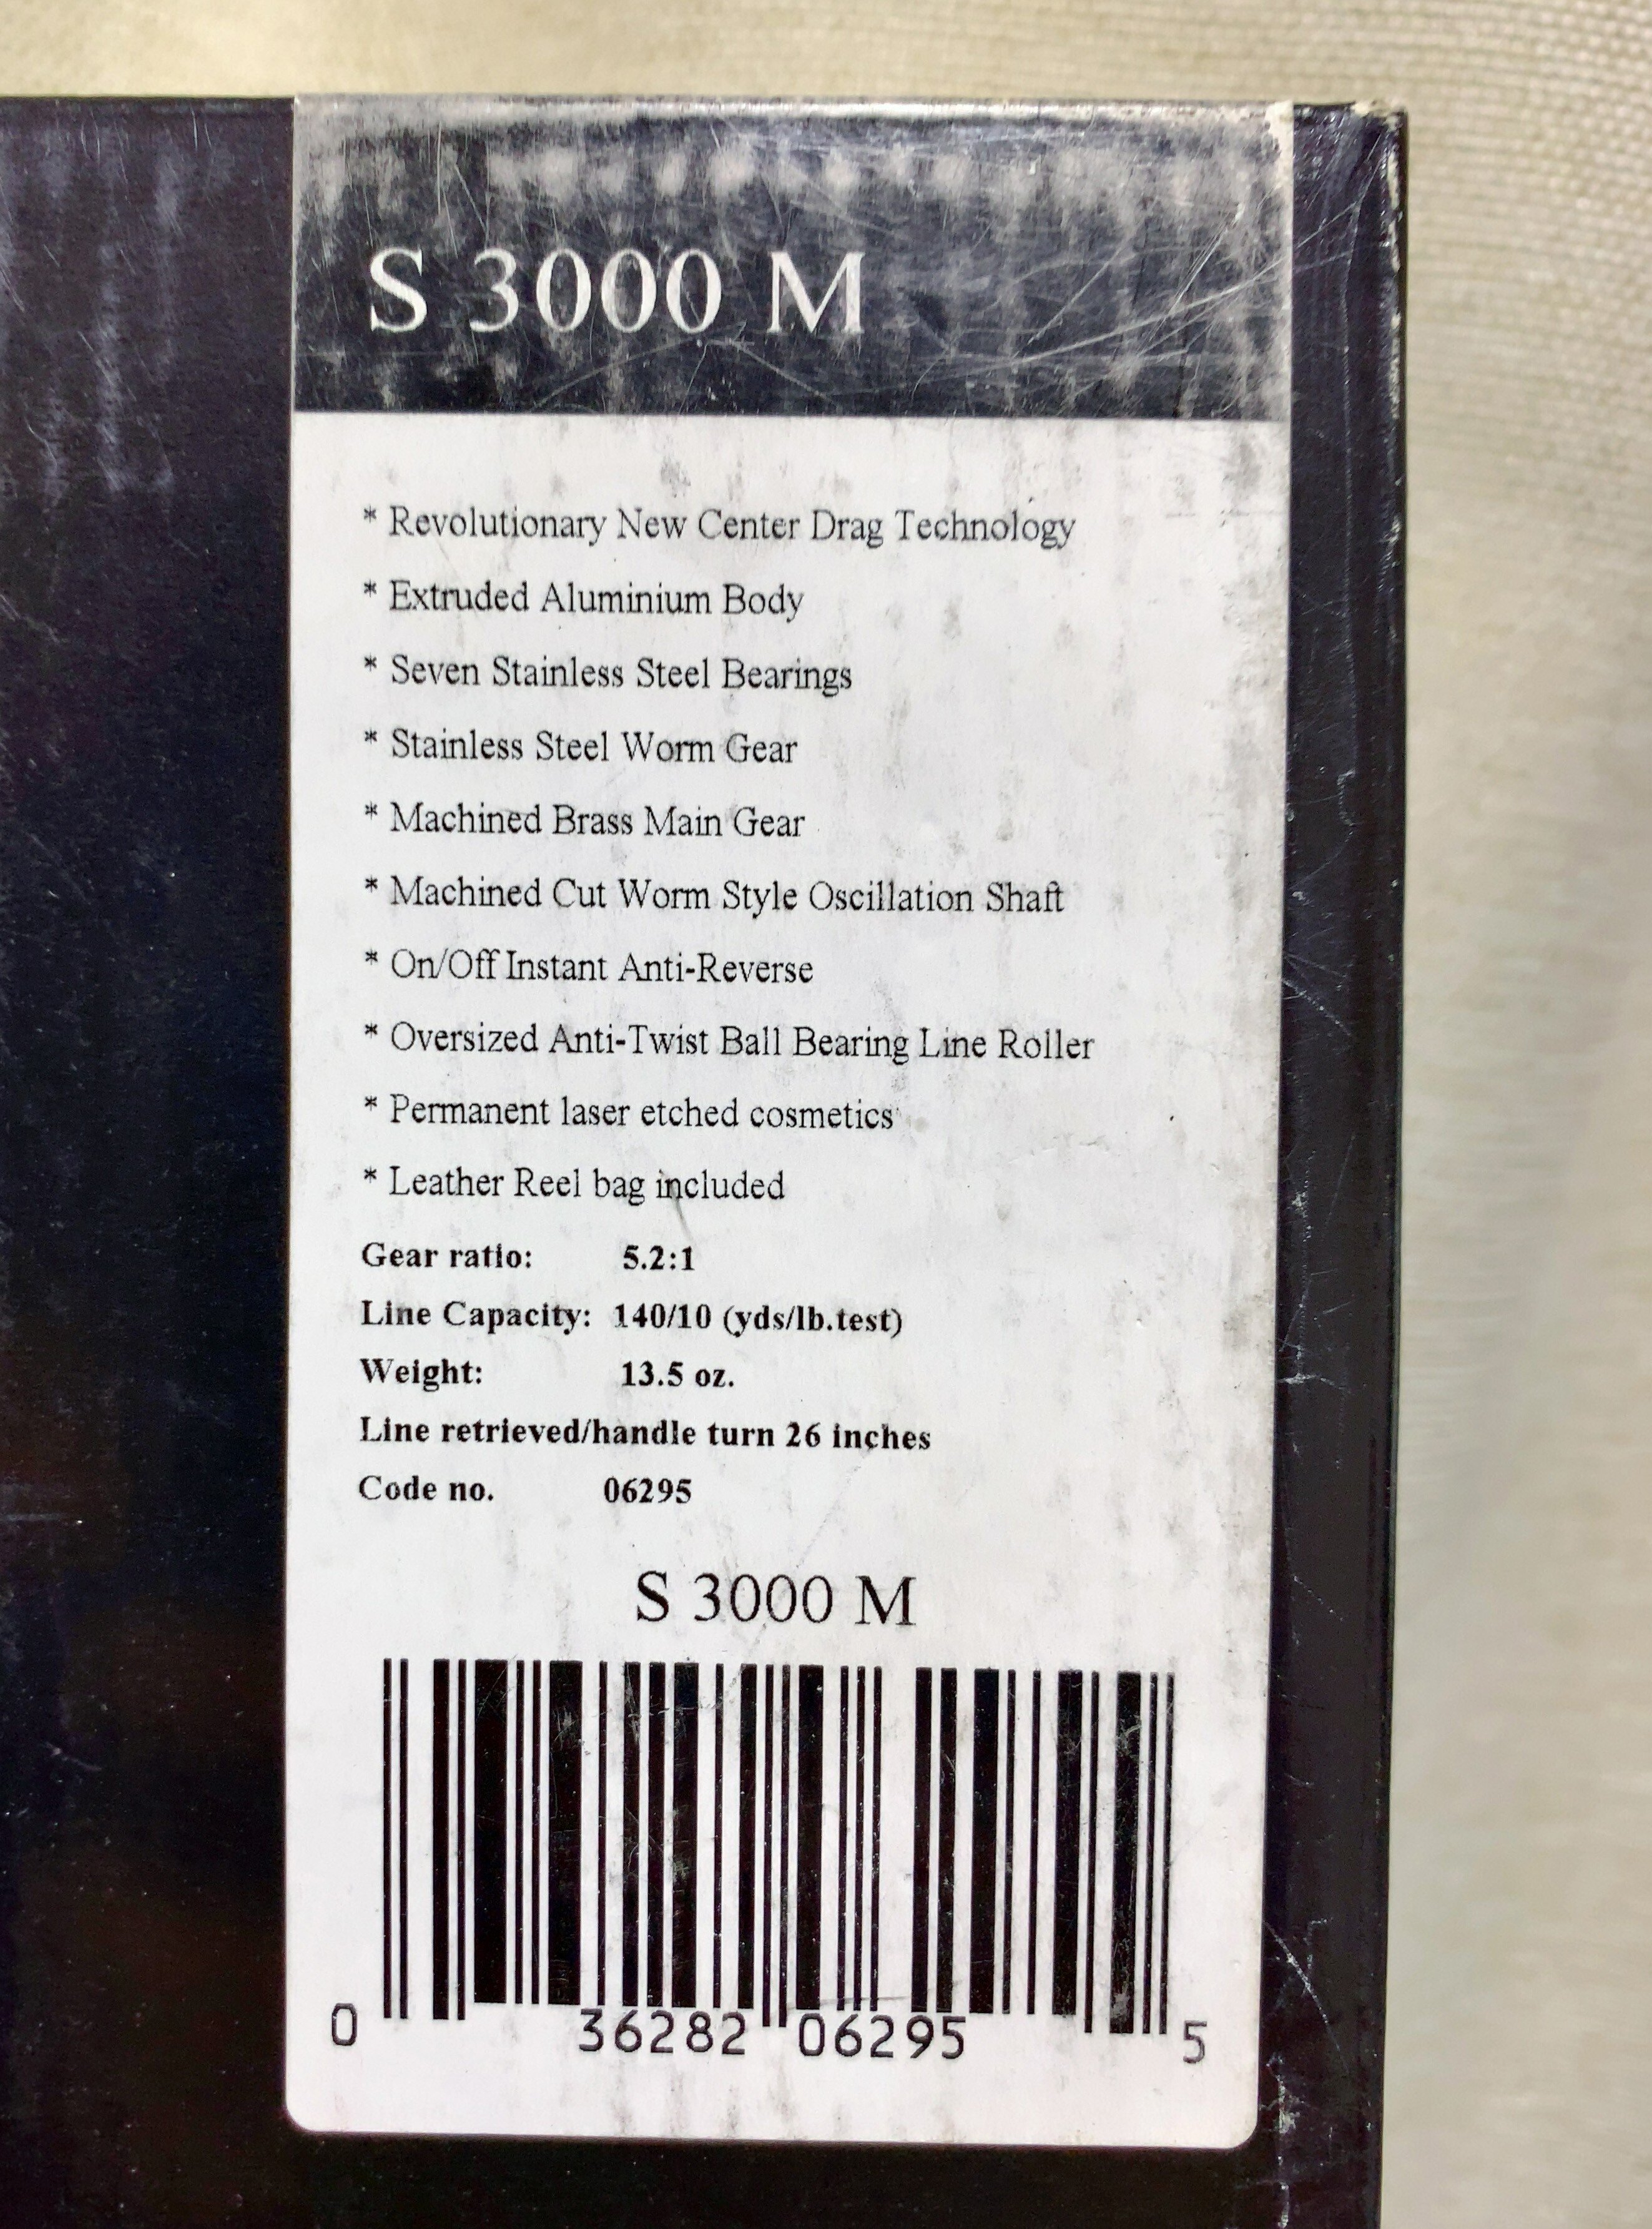 S 3000 M
* Revolutionary New Center Drag Technology
* Extruded Aluminium Body
* Seven Stainless Steel Bearings
* Stainless Steel Worm Gear
* Machined Brass Main Gear
* Machined Cut Worm Style Oscillation Shaft
* On/Off Instant Anti-Reverse
* Oversized Anti-Twist Ball Bearing Line Roller
* Permanent laser etched cosmetics
* Leather Reel bag included
Gear ratio: 5.2:1
Line Capacity: 140/10 (yds/lb.test)
Weight: 13.5 oz.
Line retrieved/handle turn 26 inches
Code no. 06295
S 3000 M
0 36282 06295 5